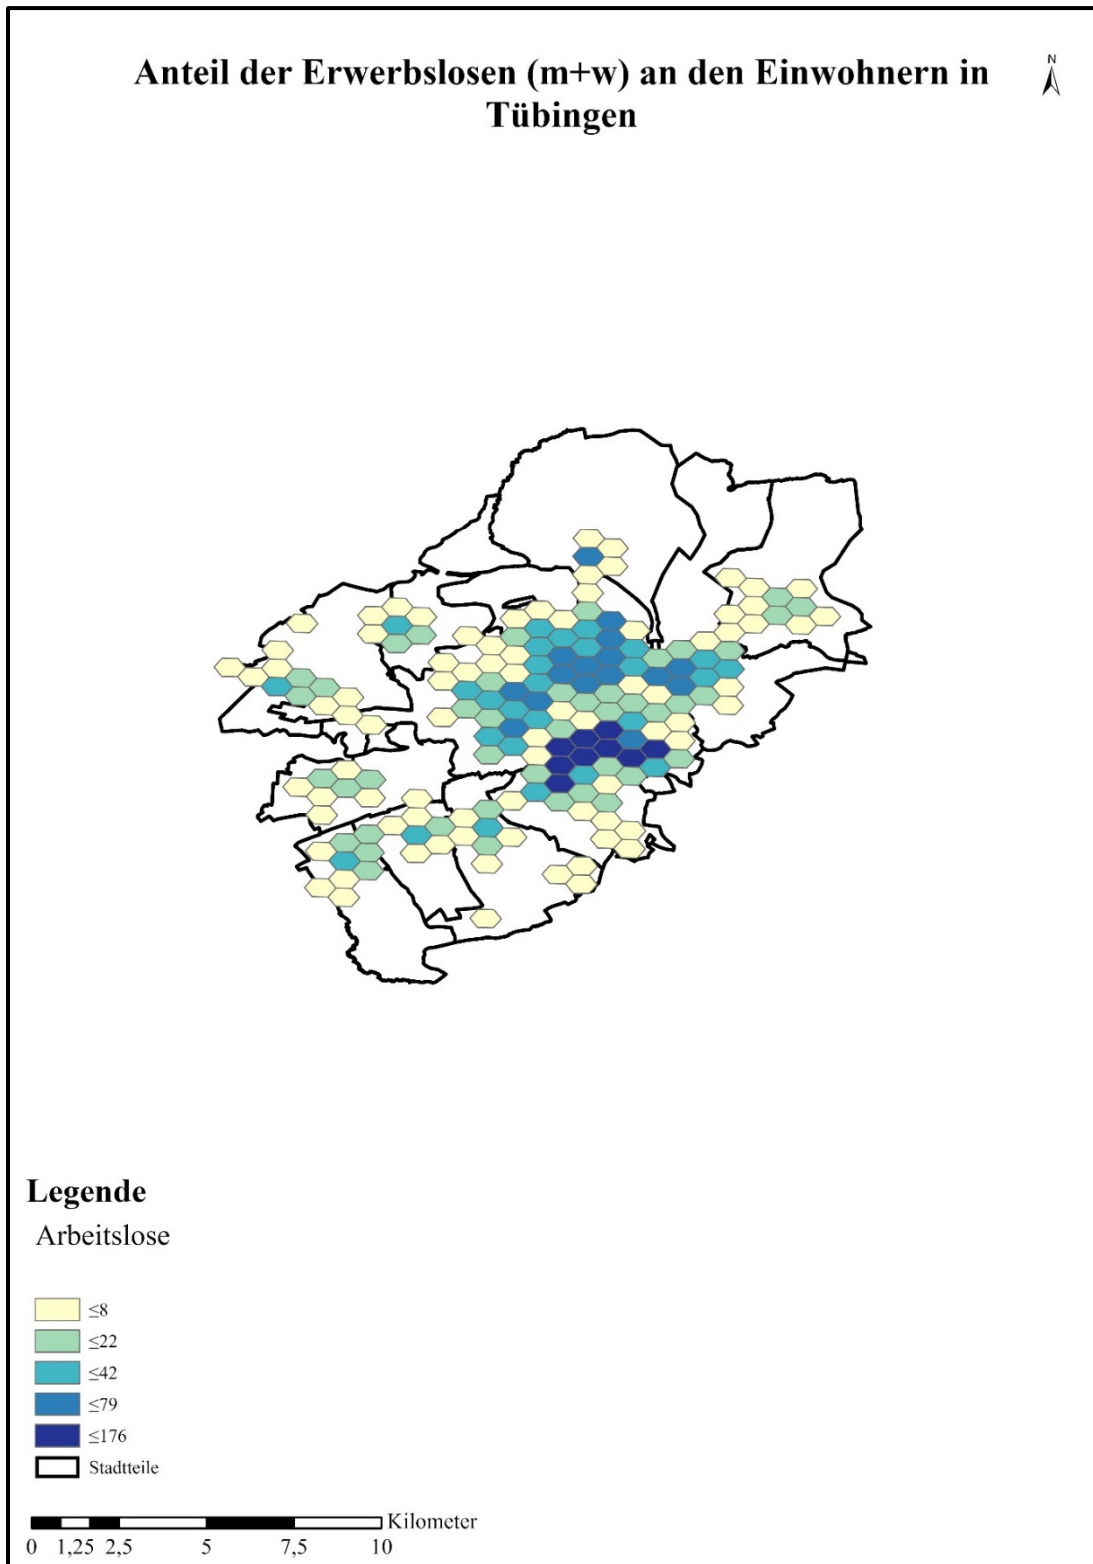 Anteil der Erwerbslosen (m+w) an den Einwohnern in
Tübingen
N
Legende
Arbeitslose
≤8
≤22
≤42
≤79
≤176
Stadtteile
Kilometer
0 1,25 2,5 5 7,5 10